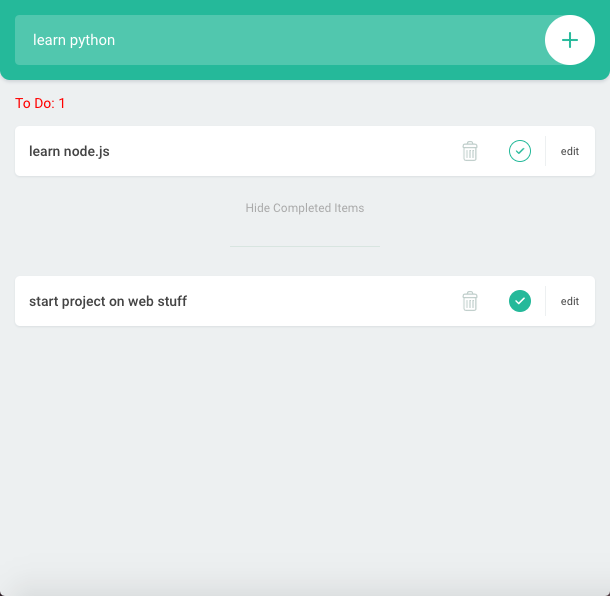 learn python
To Do: 1
learn node.js
edit
Hide Completed Items
start project on web stuff
edit